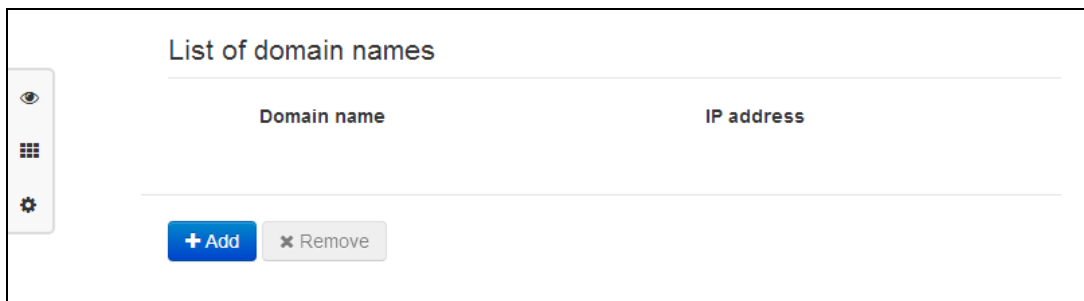 List of domain names
Domain name IP address
Add Remove